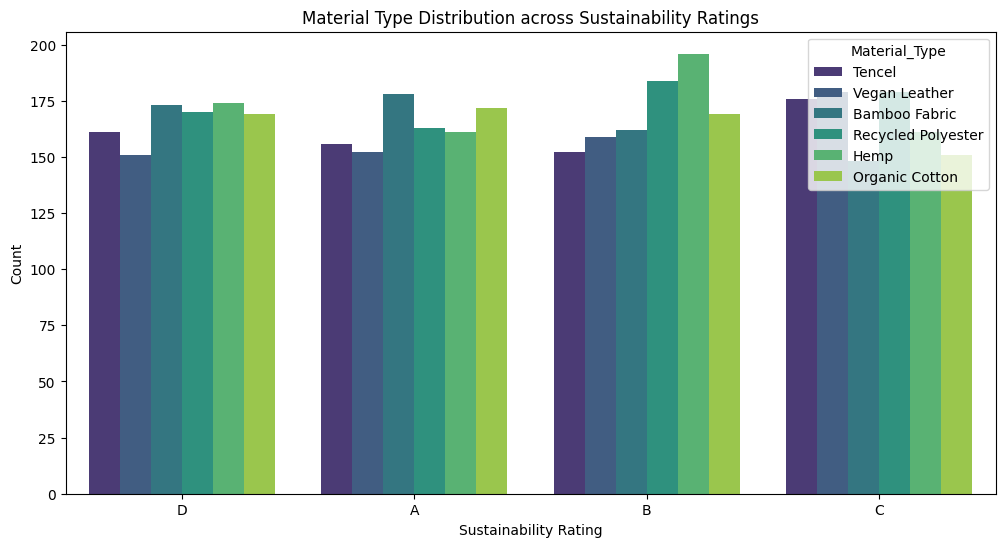 Material Type Distribution across Sustainability Ratings
Material_Type
Tencel
Vegan Leather
Bamboo Fabric
Recycled Polyester
Hemp
Organic Cotton
200
175
150
125
100
75
50
25
0
Count
D A B C
Sustainability Rating